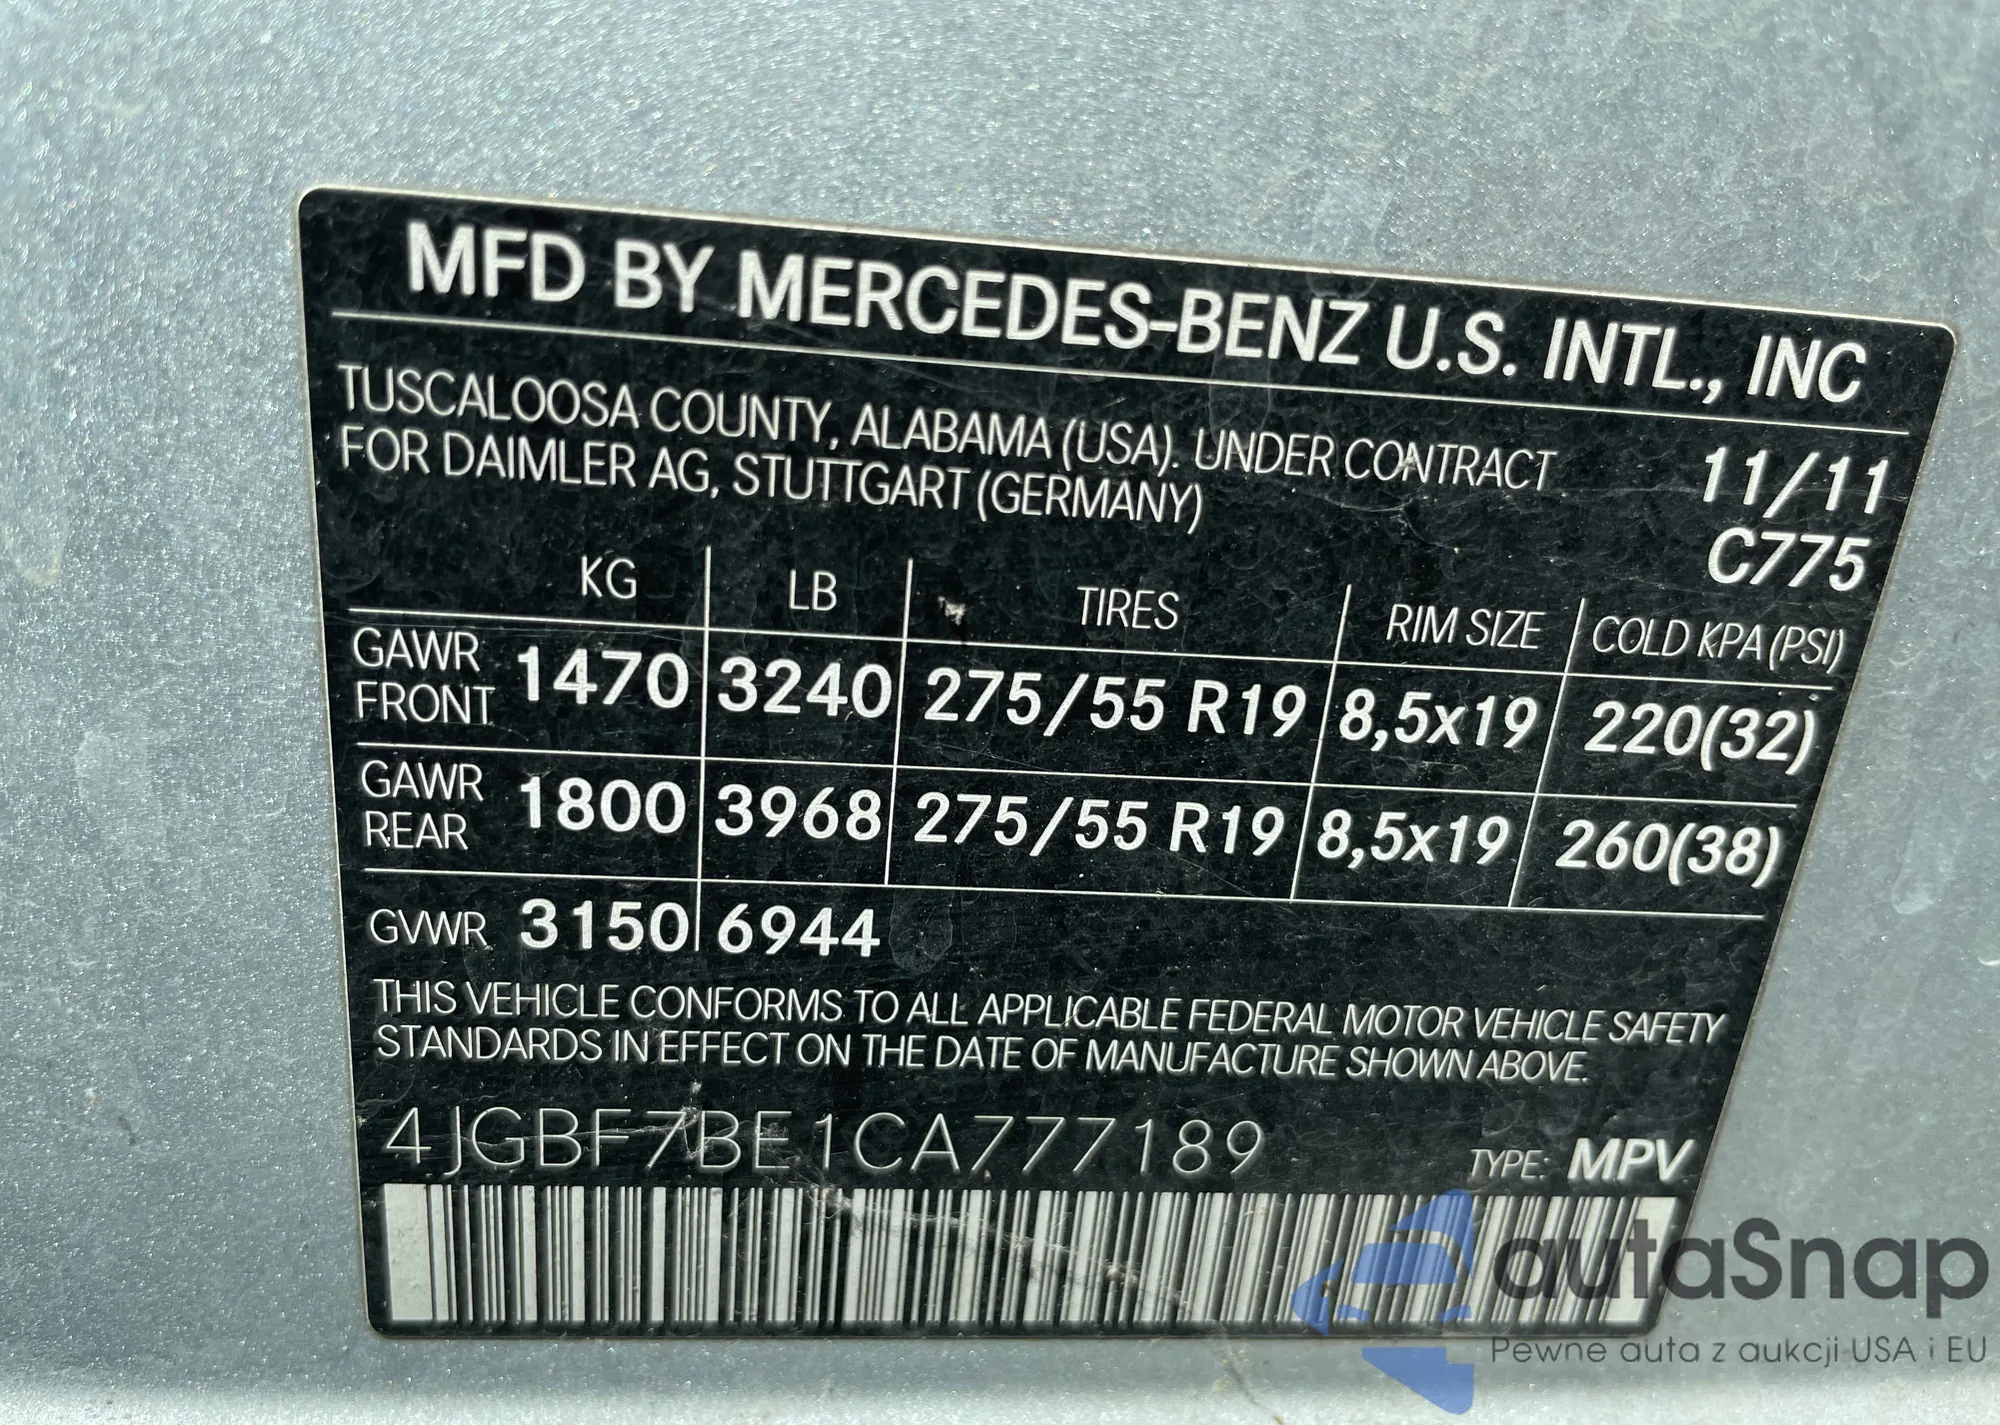 MFD BY MERCEDES-BENZ U.S. INTL., INC
TUSCALOOSA COUNTY, ALABAMA (USA). UNDER CONTRACT
FOR DAIMLER AG, STUTTGART (GERMANY)
11/11
C775
KG LB TIRES RIM SIZE COLD KPA (PSI)
GAWR FRONT 1470 3240 275/55 R19 8,5x19 220(32)
GAWR REAR 1800 3968 275/55 R19 8,5x19 260(38)
GVWR 3150 6944
THIS VEHICLE CONFORMS TO ALL APPLICABLE FEDERAL MOTOR VEHICLE SAFETY
STANDARDS IN EFFECT ON THE DATE OF MANUFACTURE SHOWN ABOVE.
4JGBF7BE1CA777189
TYPE: MPV
autaSnap
Pewne auta z aukcji USA i EU